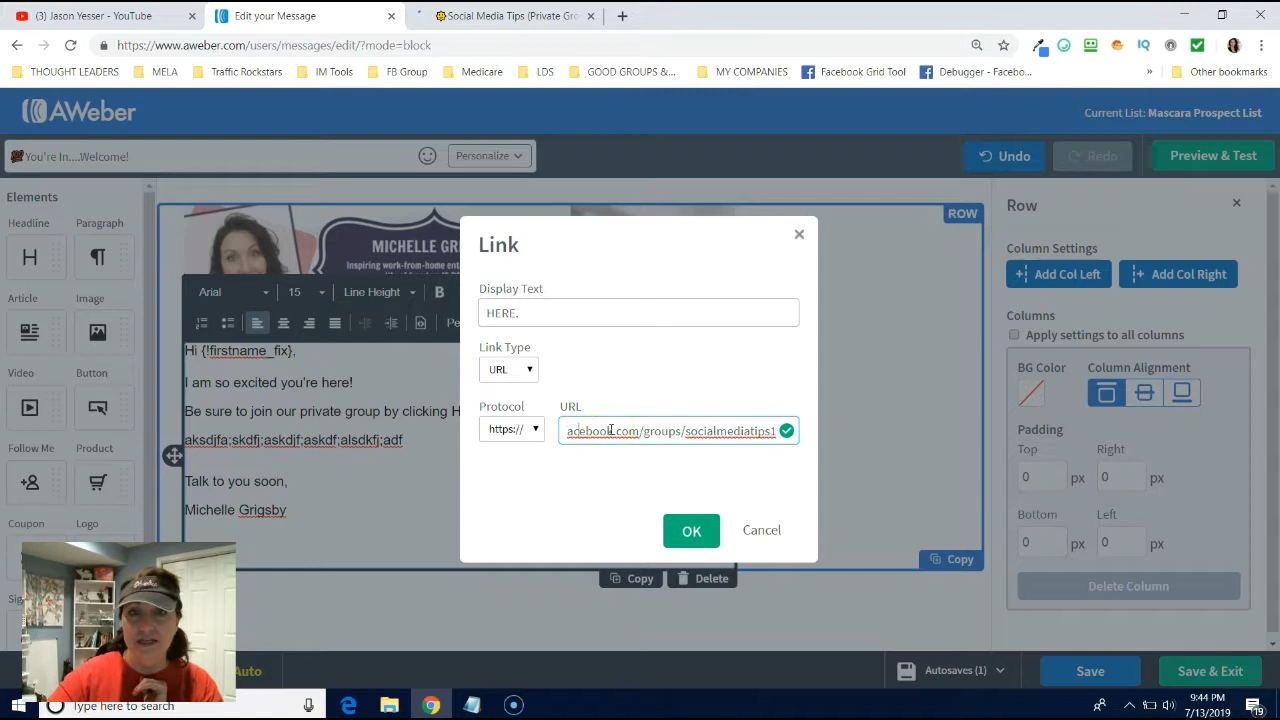 (3) Jason Yesser - YouTube
Edit your Message
Social Media Tips (Private Gro
https://www.aweber.com/users/messages/edit/?mode=block
THOUGHT LEADERS
MELA
Traffic Rockstars
IM Tools
FB Group
Medicare
LDS
GOOD GROUPS &...
MY COMPANIES
Facebook Grid Tool
Debugger - Facebo...
Other bookmarks
AWeber
Current List: Mascara Prospect List
You're In....Welcome!
Personalize
Undo
Redo
Preview & Test
Elements
Headline
Paragraph
Article
Image
Video
Button
Follow Me
Product
Coupon
Logo
ROW
MICHELLE
Inspiring work-from-home
Arial
15
Line Height
B
Hi {!firstname_fix},
I am so excited you're here!
Be sure to join our private group by clicking H
aksdjfa;skdfj;askdjf;askdf;alsdkfj;adf
Talk to you soon,
Michelle Grigsby
Copy
Copy
Delete
Link
Display Text
HERE.
Link Type
URL
Protocol
URL
https://
acebook.com/groups/socialmediatips1
OK
Cancel
Row
Column Settings
Add Col Left
Add Col Right
Columns
Apply settings to all columns
BG Color
Column Alignment
Padding
Top
Right
0 px
0 px
Bottom
Left
0 px
0 px
Delete Column
Auto
Autosaves (1)
Save
Save & Exit
Type here to search
9:44 PM
7/13/2019
19